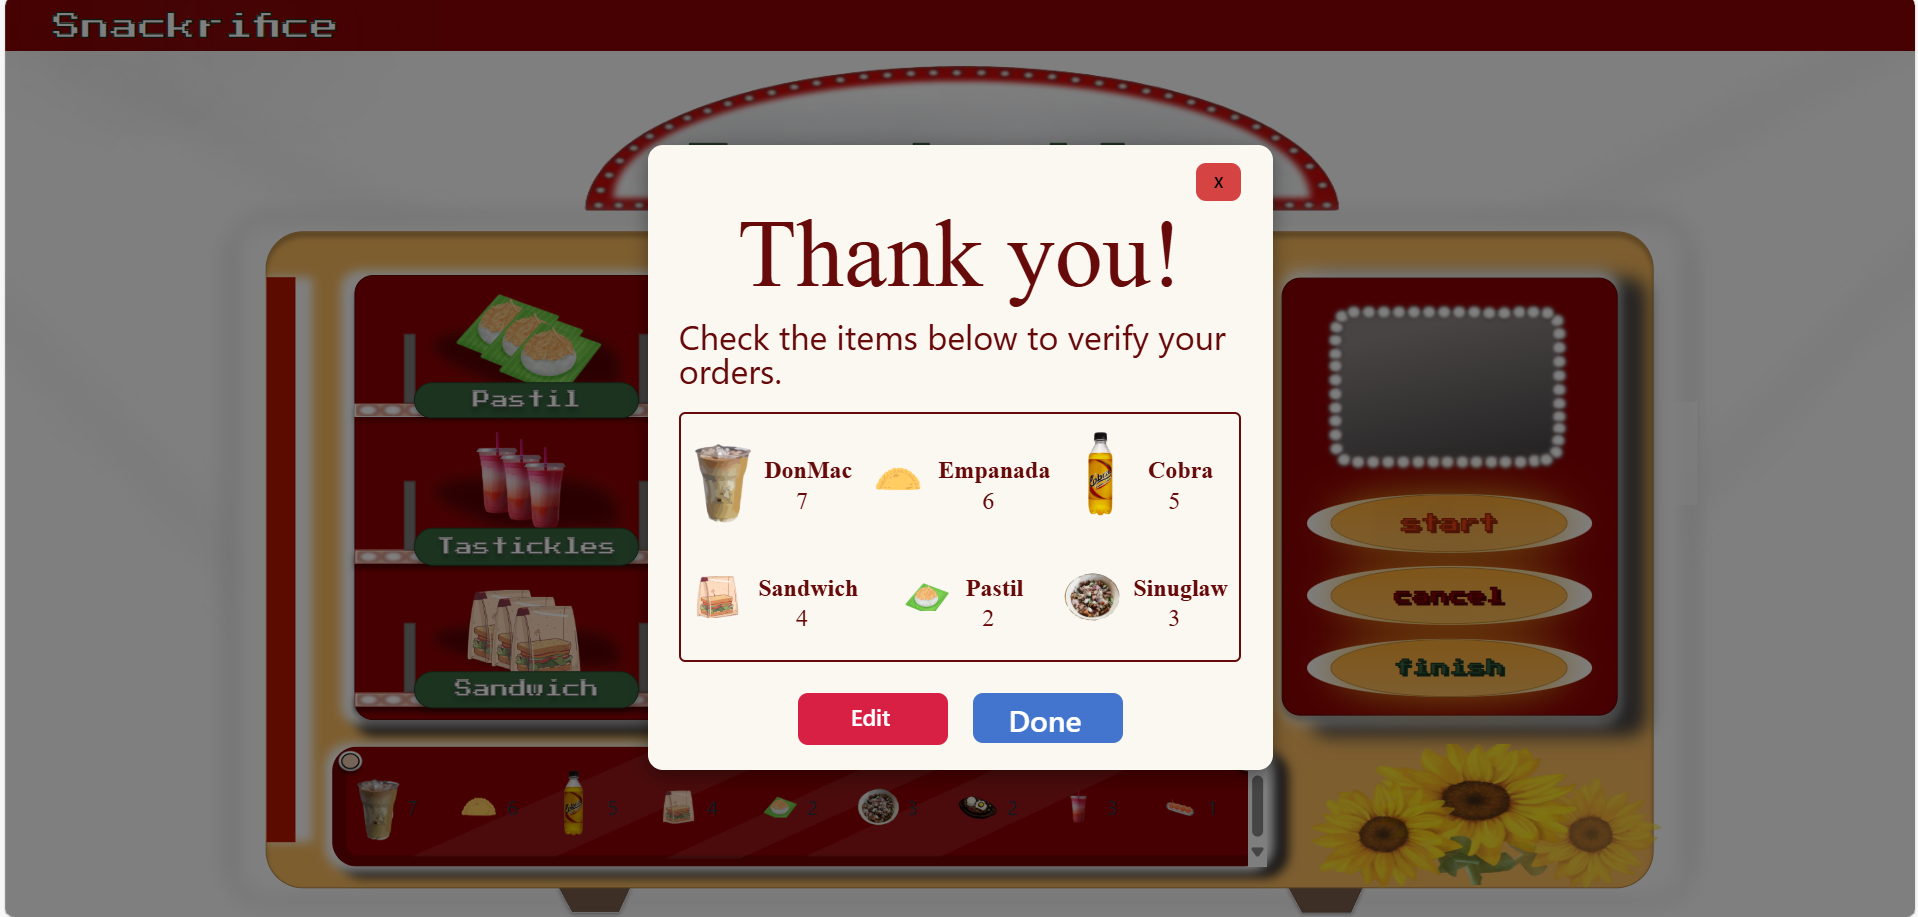 Snackrifice
x
Thank you!
Check the items below to verify your
orders.
DonMac
7
Empanada
6
Cobra
5
Sandwich
4
Pastil
2
Sinuglaw
3
Edit
Done
Pastil
Tastickles
Sandwich
start
cancel
finish
7 6 5 4 2 3 2 3 1